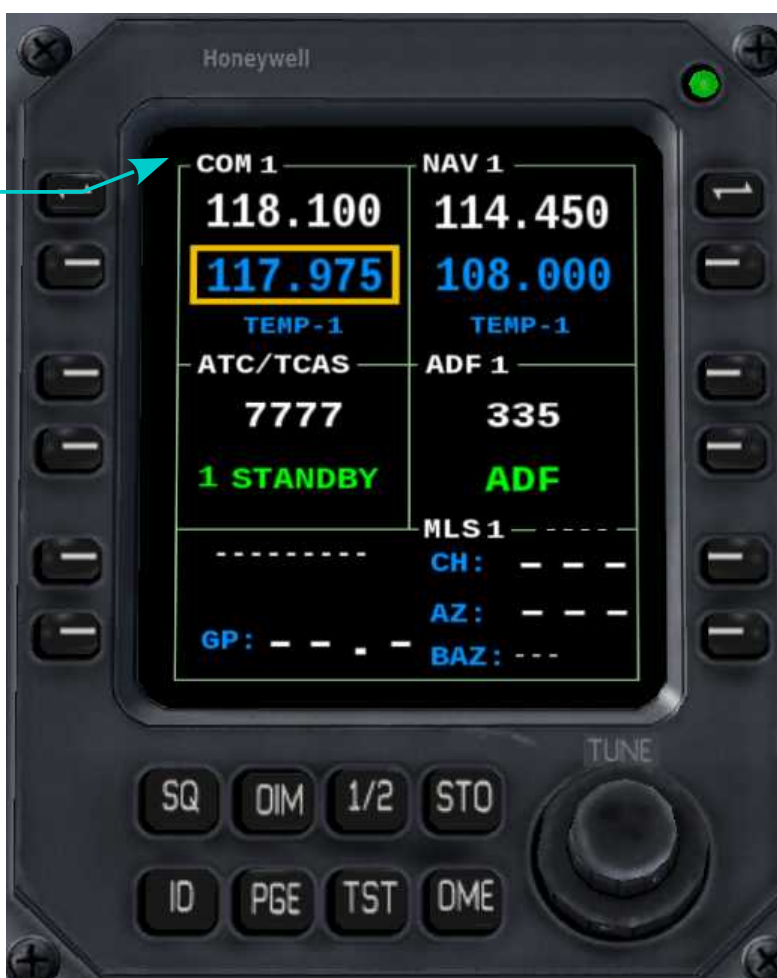 Honeywell
COM 1 NAV 1
118.100 114.450
117.975 108.000
TEMP-1 TEMP-1
ATC/TCAS ADF 1
7777 335
1 STANDBY ADF
MLS 1 ----
--------- CH: – – –
AZ: – – –
GP: – – . – BAZ: ---
TUNE
SQ DIM 1/2 STO
ID PGE TST DME